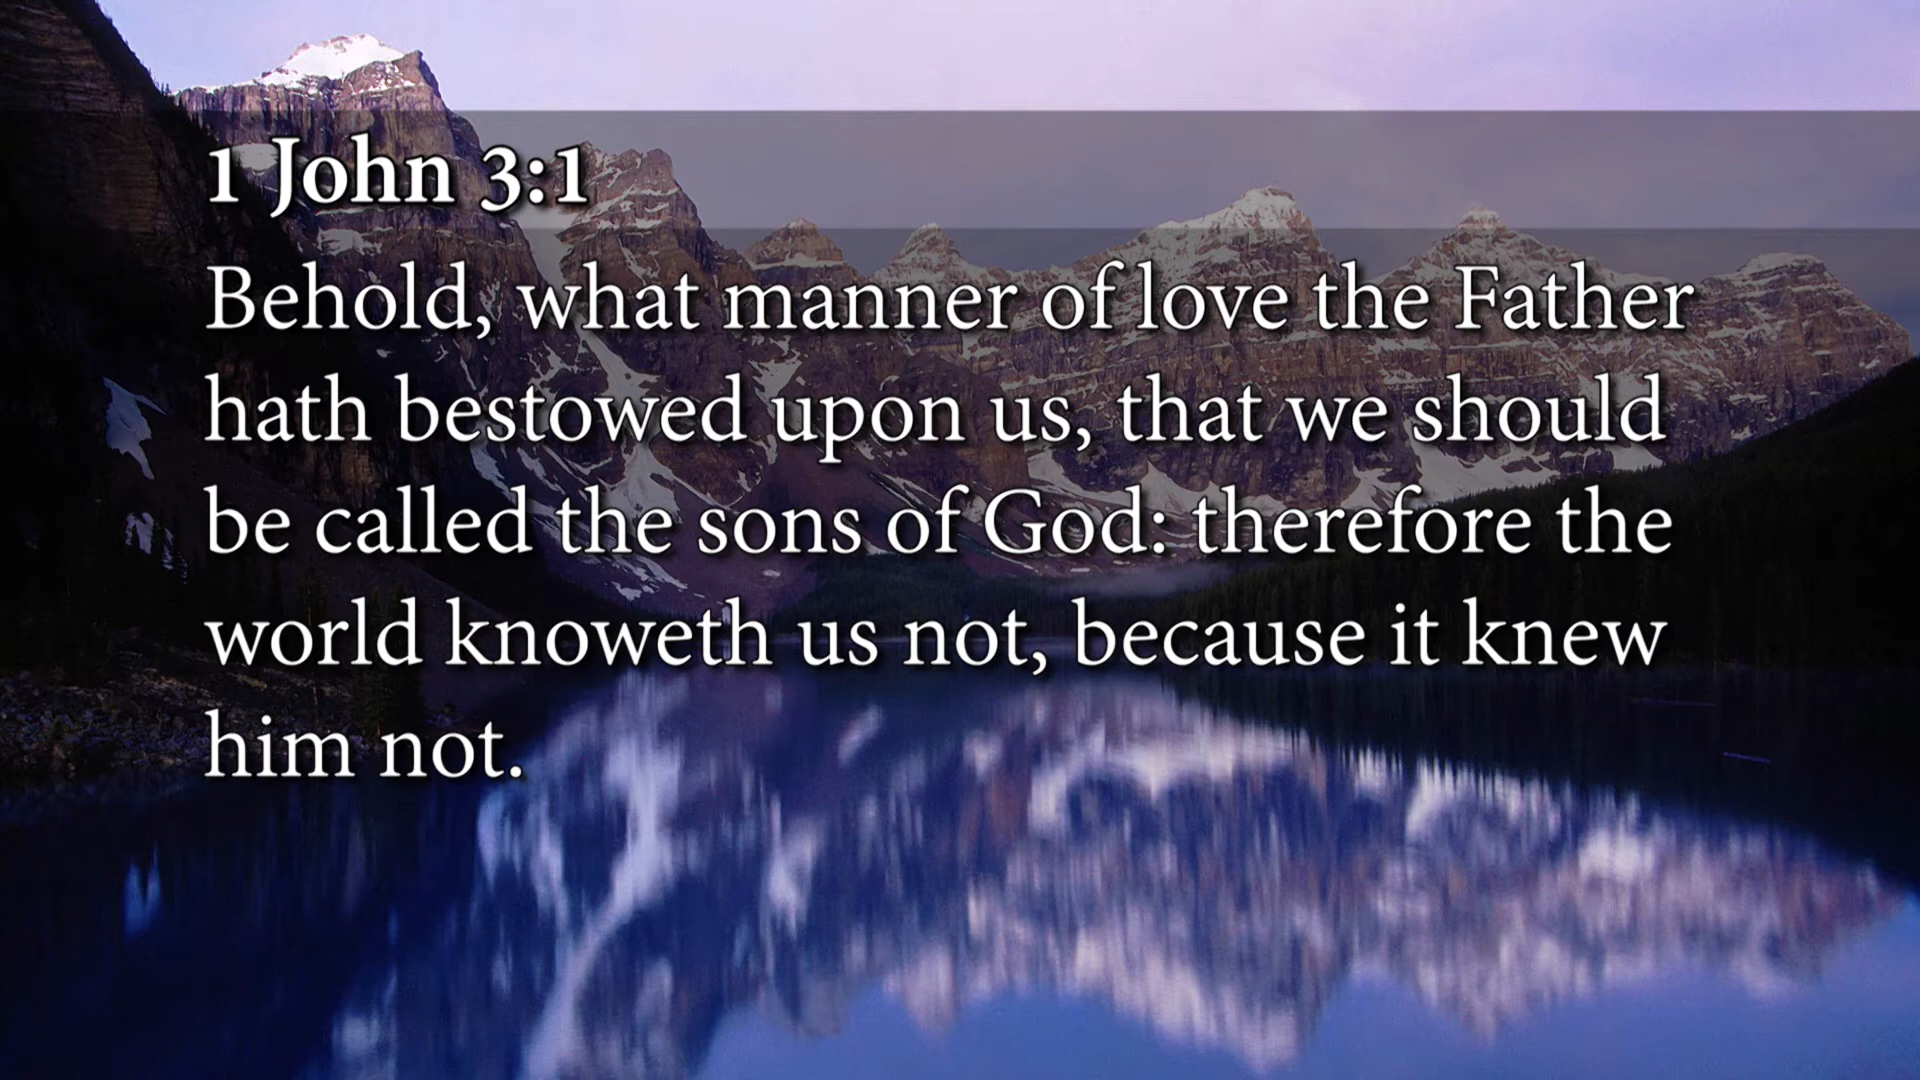 1 John 3:1
Behold, what manner of love the Father
hath bestowed upon us, that we should
be called the sons of God: therefore the
world knoweth us not, because it knew
him not.